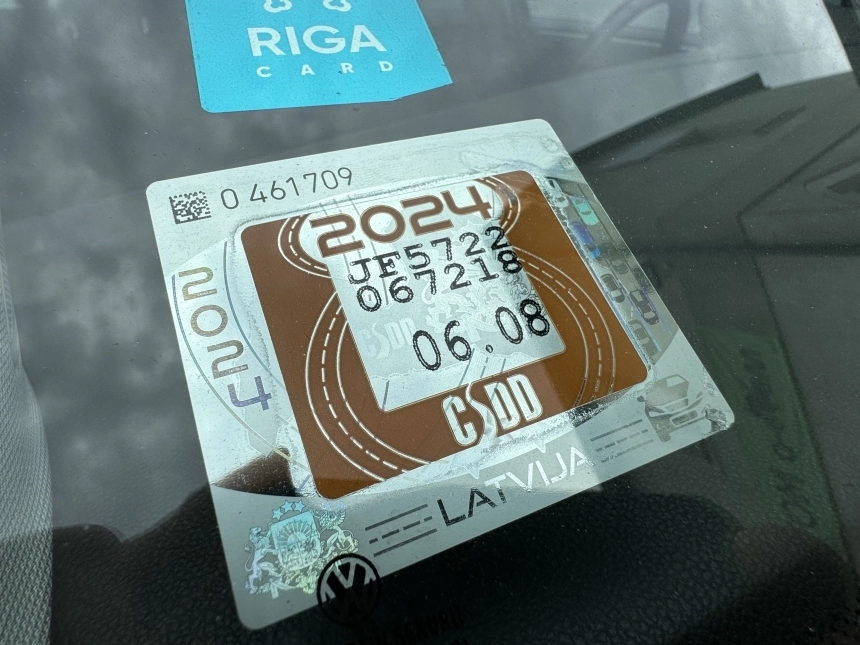 RIGA
CARD
0 461709
2024
JE5722
067218
06.08
2024
CSDD
LATVIJA